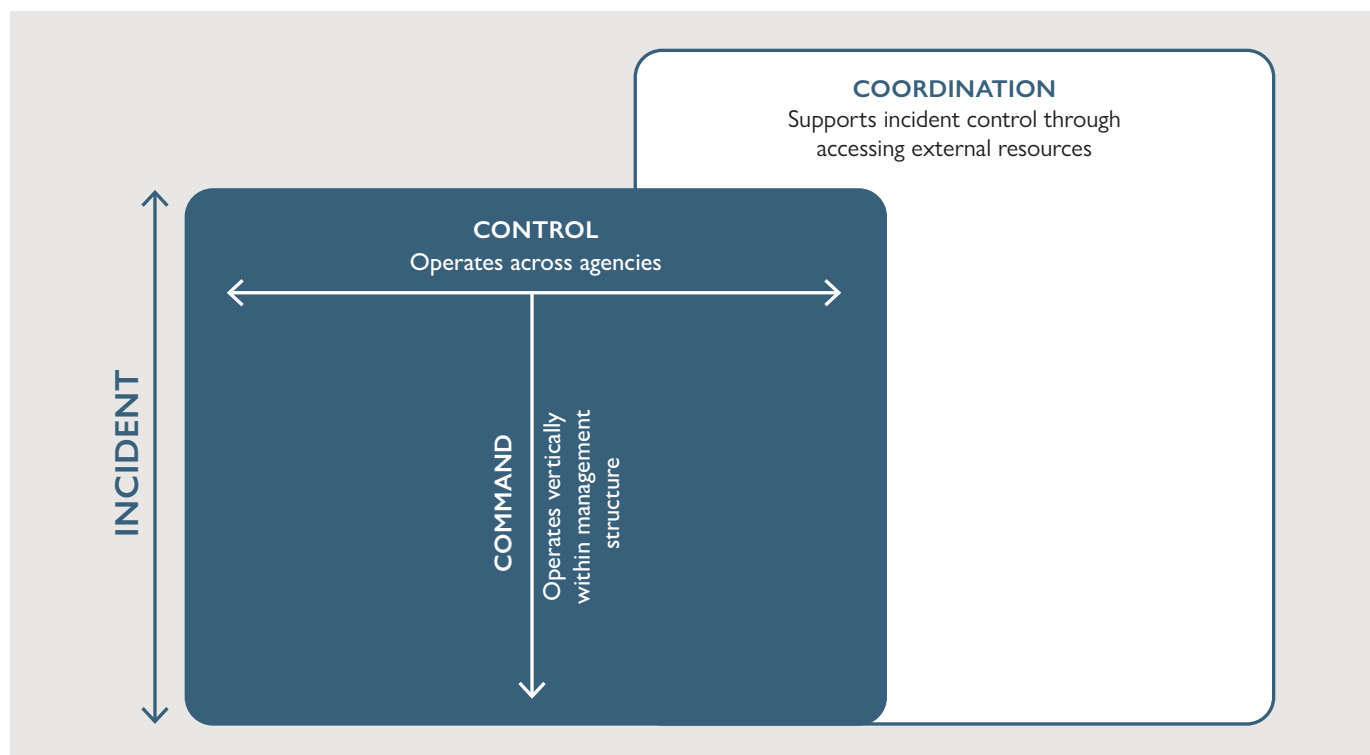 COORDINATION
Supports incident control through
accessing external resources
CONTROL
Operates across agencies
INCIDENT
COMMAND
Operates vertically
within management
structure